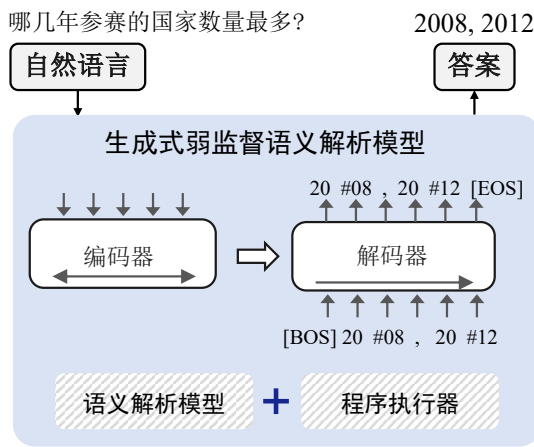 哪几年参赛的国家数量最多?
2008, 2012
自然语言
答案
生成式弱监督语义解析模型
20 #08 , 20 #12 [EOS]
编码器
解码器
[BOS] 20 #08 , 20 #12
语义解析模型 + 程序执行器